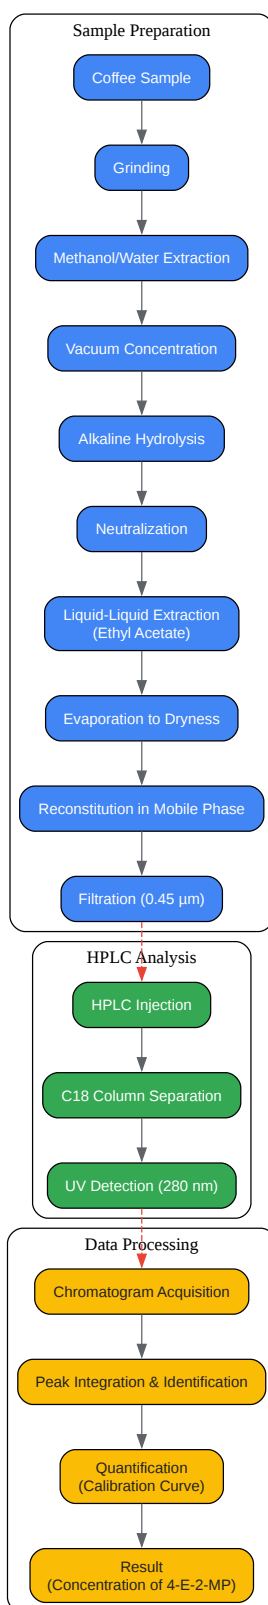 Sample Preparation
Coffee Sample
Grinding
Methanol/Water Extraction
Vacuum Concentration
Alkaline Hydrolysis
Neutralization
Liquid-Liquid Extraction
(Ethyl Acetate)
Evaporation to Dryness
Reconstitution in Mobile Phase
Filtration (0.45 µm)
HPLC Analysis
HPLC Injection
C18 Column Separation
UV Detection (280 nm)
Data Processing
Chromatogram Acquisition
Peak Integration & Identification
Quantification
(Calibration Curve)
Result
(Concentration of 4-E-2-MP)